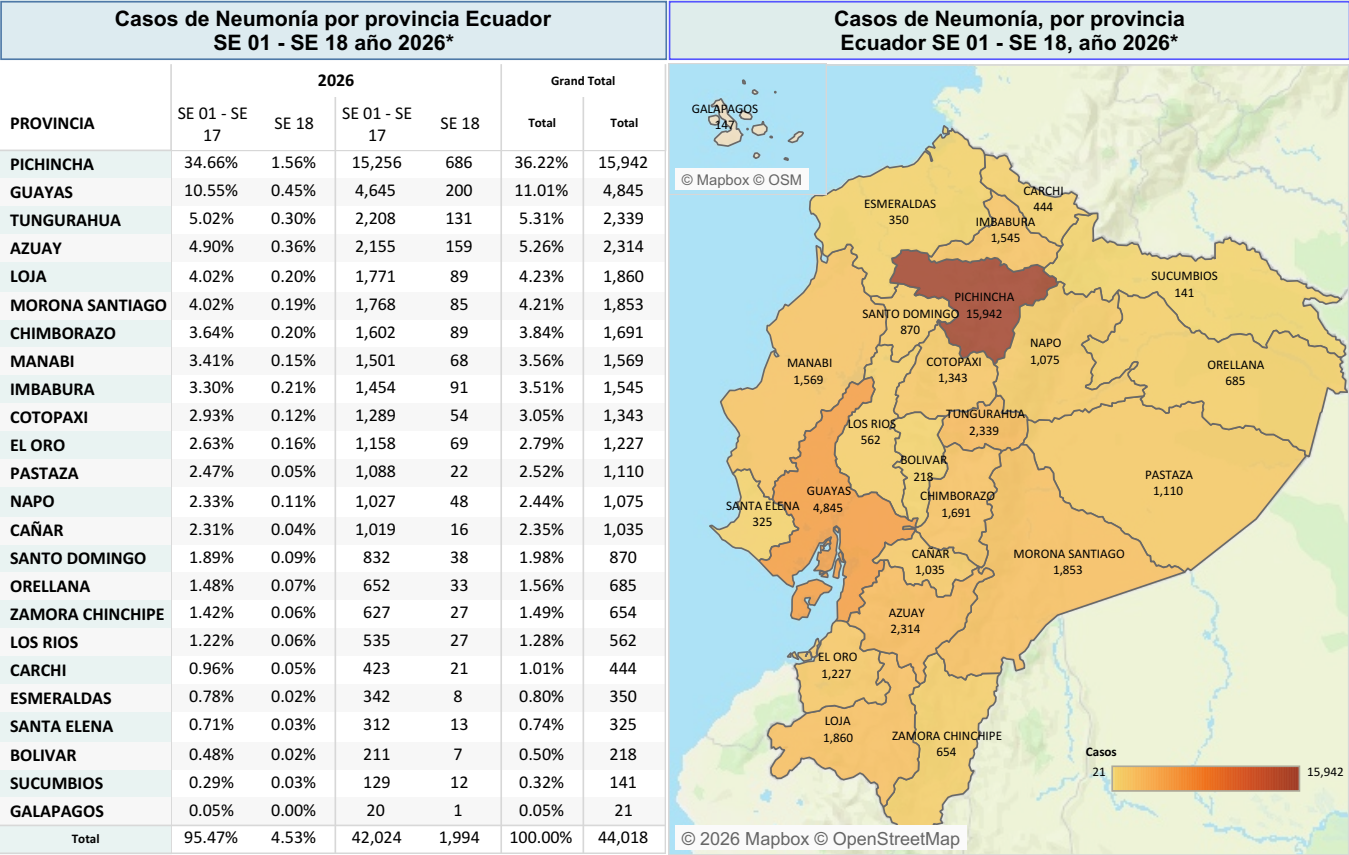 Casos de Neumonía por provincia Ecuador
SE 01 - SE 18 año 2026*
2026 Grand Total
PROVINCIA SE 01 - SE 17 SE 18 SE 01 - SE 17 SE 18 Total Total
PICHINCHA 34.66% 1.56% 15,256 686 36.22% 15,942
GUAYAS 10.55% 0.45% 4,645 200 11.01% 4,845
TUNGURAHUA 5.02% 0.30% 2,208 131 5.31% 2,339
AZUAY 4.90% 0.36% 2,155 159 5.26% 2,314
LOJA 4.02% 0.20% 1,771 89 4.23% 1,860
MORONA SANTIAGO 4.02% 0.19% 1,768 85 4.21% 1,853
CHIMBORAZO 3.64% 0.20% 1,602 89 3.84% 1,691
MANABI 3.41% 0.15% 1,501 68 3.56% 1,569
IMBABURA 3.30% 0.21% 1,454 91 3.51% 1,545
COTOPAXI 2.93% 0.12% 1,289 54 3.05% 1,343
EL ORO 2.63% 0.16% 1,158 69 2.79% 1,227
PASTAZA 2.47% 0.05% 1,088 22 2.52% 1,110
NAPO 2.33% 0.11% 1,027 48 2.44% 1,075
CAÑAR 2.31% 0.04% 1,019 16 2.35% 1,035
SANTO DOMINGO 1.89% 0.09% 832 38 1.98% 870
ORELLANA 1.48% 0.07% 652 33 1.56% 685
ZAMORA CHINCHIPE 1.42% 0.06% 627 27 1.49% 654
LOS RIOS 1.22% 0.06% 535 27 1.28% 562
CARCHI 0.96% 0.05% 423 21 1.01% 444
ESMERALDAS 0.78% 0.02% 342 8 0.80% 350
SANTA ELENA 0.71% 0.03% 312 13 0.74% 325
BOLIVAR 0.48% 0.02% 211 7 0.50% 218
SUCUMBIOS 0.29% 0.03% 129 12 0.32% 141
GALAPAGOS 0.05% 0.00% 20 1 0.05% 21
Total 95.47% 4.53% 42,024 1,994 100.00% 44,018
Casos de Neumonía, por provincia
Ecuador SE 01 - SE 18, año 2026*
GALAPAGOS
147
© Mapbox © OSM
CARCHI
444
ESMERALDAS
350
IMBABURA
1,545
SUCUMBIOS
141
PICHINCHA
15,942
SANTO DOMINGO
870
NAPO
1,075
MANABI
1,569
COTOPAXI
1,343
ORELLANA
685
TUNGURAHUA
2,339
LOS RIOS
562
BOLIVAR
218
PASTAZA
1,110
GUAYAS
4,845
CHIMBORAZO
1,691
SANTA ELENA
325
CAÑAR
1,035
MORONA SANTIAGO
1,853
AZUAY
2,314
EL ORO
1,227
LOJA
1,860
ZAMORA CHINCHIPE
654
Casos
21 15,942
© 2026 Mapbox © OpenStreetMap